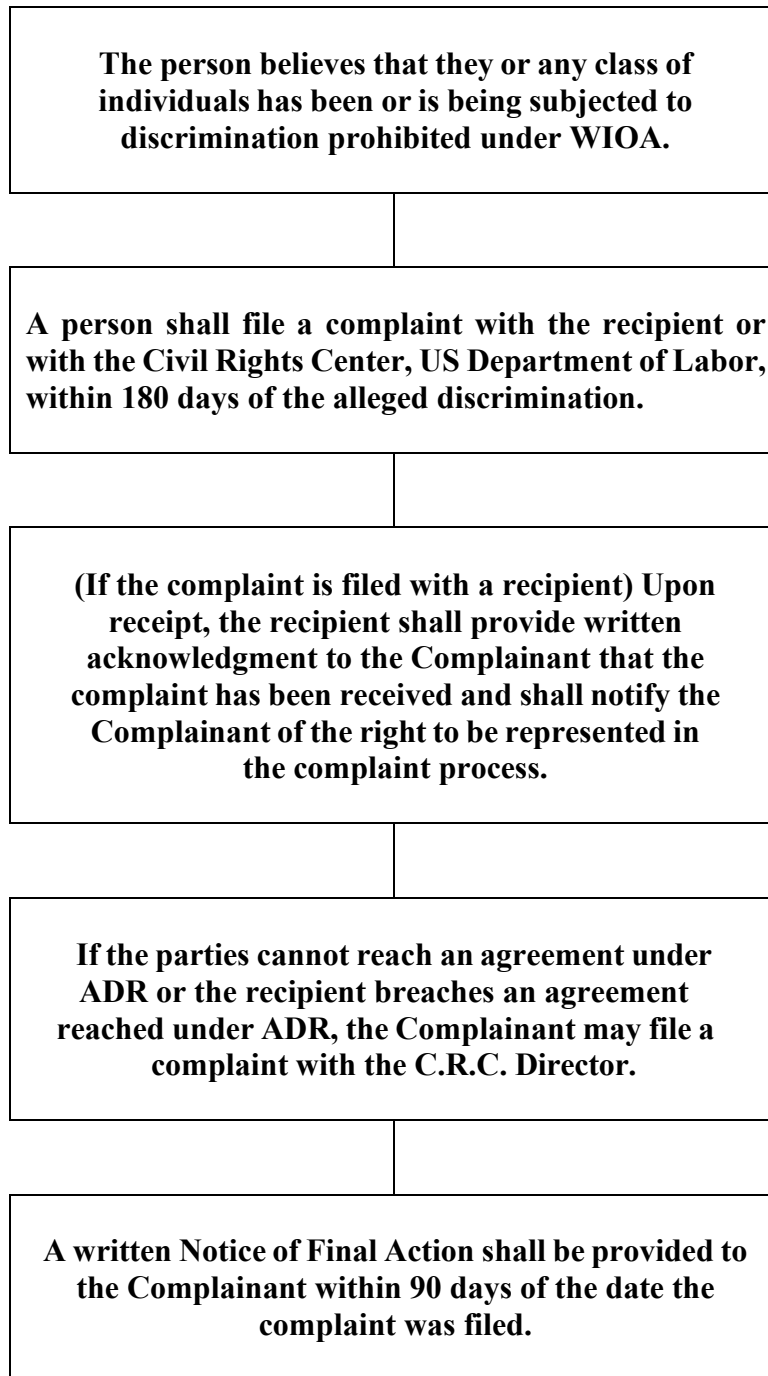 The person believes that they or any class of
individuals has been or is being subjected to
discrimination prohibited under WIOA.
A person shall file a complaint with the recipient or
with the Civil Rights Center, US Department of Labor,
within 180 days of the alleged discrimination.
(If the complaint is filed with a recipient) Upon
receipt, the recipient shall provide written
acknowledgment to the Complainant that the
complaint has been received and shall notify the
Complainant of the right to be represented in
the complaint process.
If the parties cannot reach an agreement under
ADR or the recipient breaches an agreement
reached under ADR, the Complainant may file a
complaint with the C.R.C. Director.
A written Notice of Final Action shall be provided to
the Complainant within 90 days of the date the
complaint was filed.